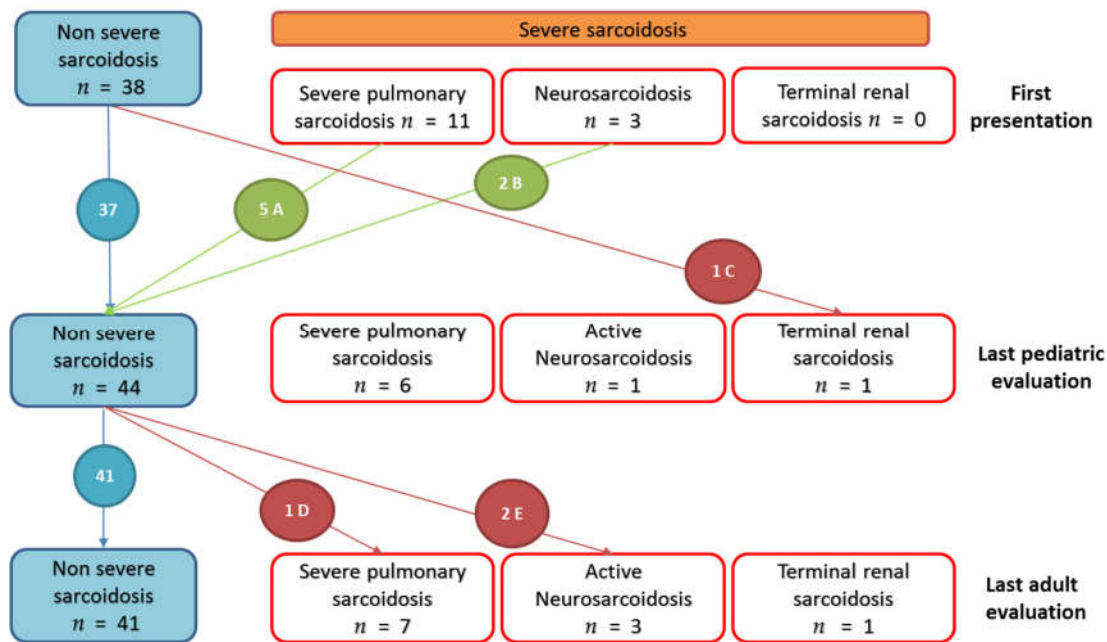 Non severe
sarcoidosis
n = 38
Severe sarcoidosis
Severe pulmonary
sarcoidosis n = 11
Neurosarcoidosis
n = 3
Terminal renal
sarcoidosis n = 0
First
presentation
37
5 A
2 B
1 C
Non severe
sarcoidosis
n = 44
Severe pulmonary
sarcoidosis
n = 6
Active
Neurosarcoidosis
n = 1
Terminal renal
sarcoidosis
n = 1
Last pediatric
evaluation
41
1 D
2 E
Non severe
sarcoidosis
n = 41
Severe pulmonary
sarcoidosis
n = 7
Active
Neurosarcoidosis
n = 3
Terminal renal
sarcoidosis
n = 1
Last adult
evaluation